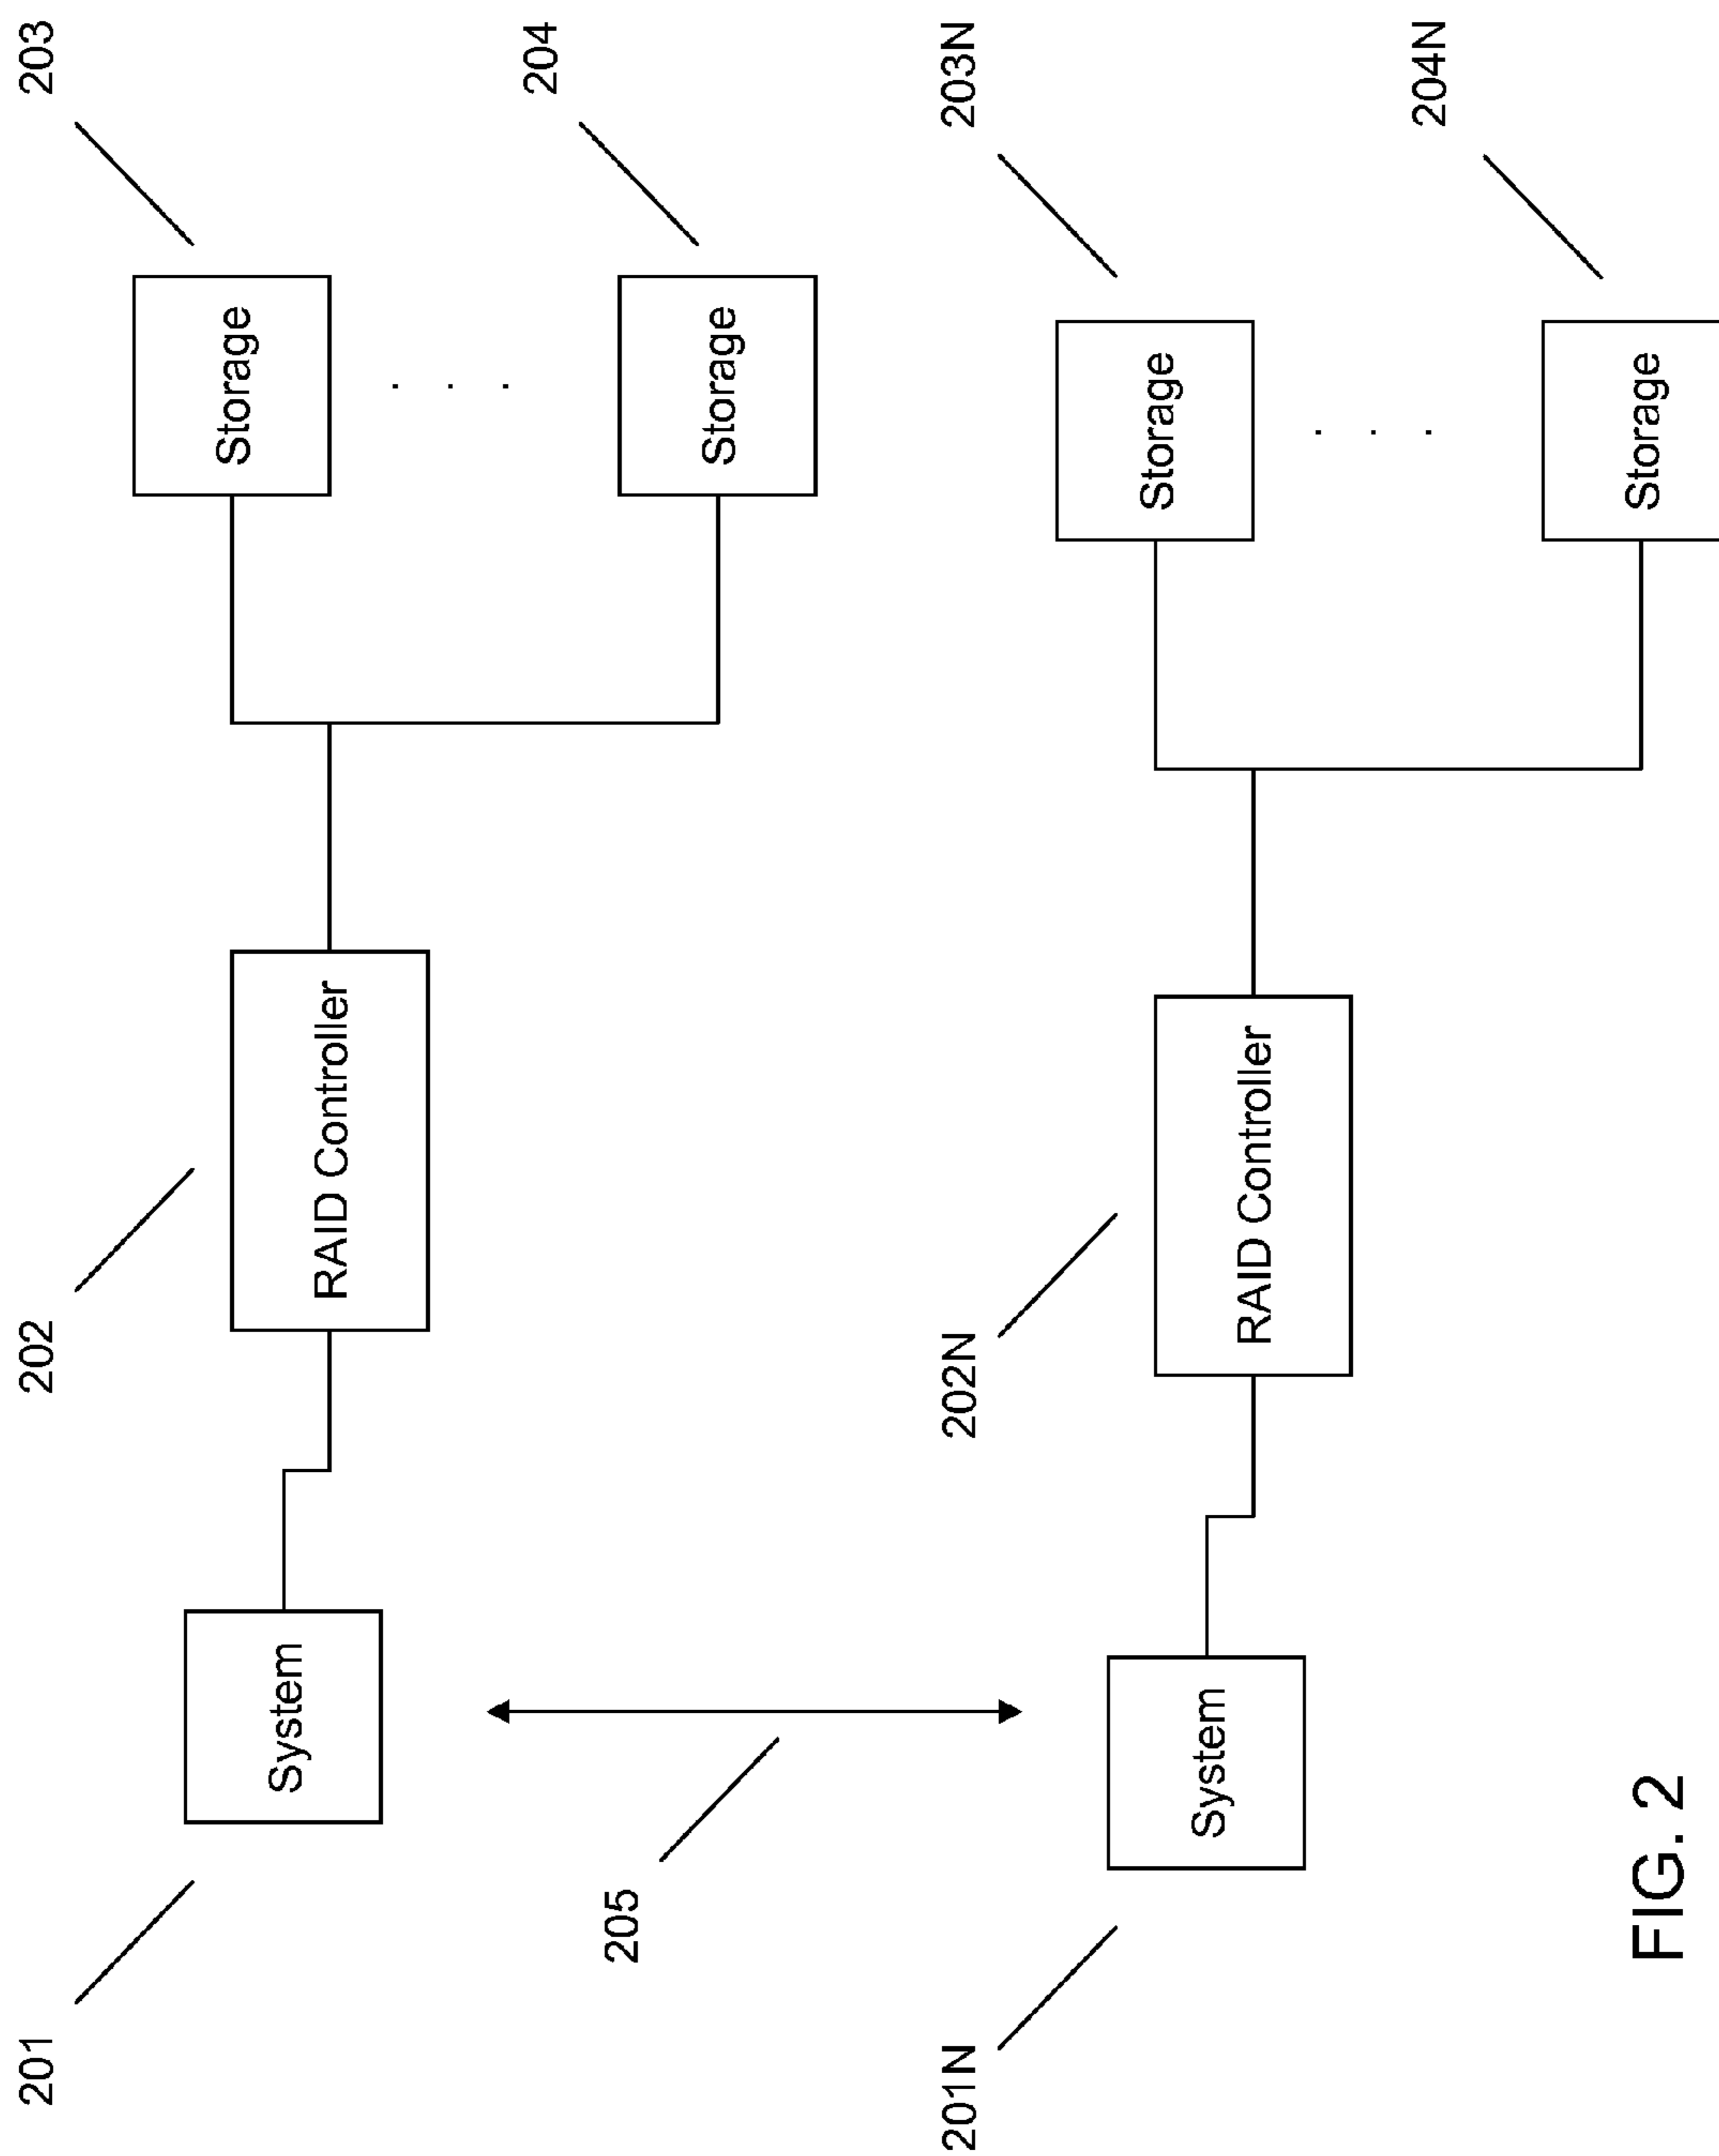 201
202
203
System
RAID Controller
Storage
. . .
204
Storage
205
201N
202N
203N
System
RAID Controller
Storage
. . .
204N
Storage
FIG. 2